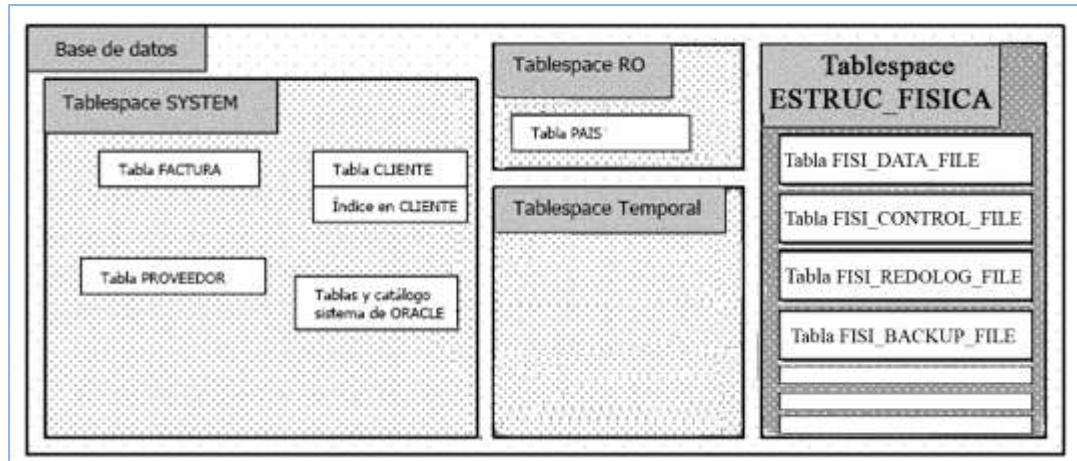 Base de datos
Tablespace SYSTEM
Tabla FACTURA
Tabla CLIENTE
Índice en CLIENTE
Tabla PROVEEDOR
Tablas y catálogo
sistema de ORACLE
Tablespace RO
Tabla PAIS
Tablespace Temporal
Tablespace
ESTRUC_FISICA
Tabla FISI_DATA_FILE
Tabla FISI_CONTROL_FILE
Tabla FISI_REDOLOG_FILE
Tabla FISI_BACKUP_FILE